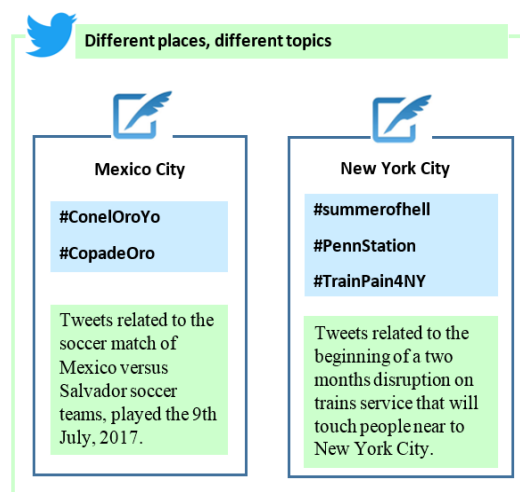 Different places, different topics
Mexico City
#ConelOroYo
#CopadeOro
Tweets related to the
soccer match of
Mexico versus
Salvador soccer
teams, played the 9th
July, 2017.
New York City
#summerofhell
#PennStation
#TrainPain4NY
Tweets related to the
beginning of a two
months disruption on
trains service that will
touch people near to
New York City.